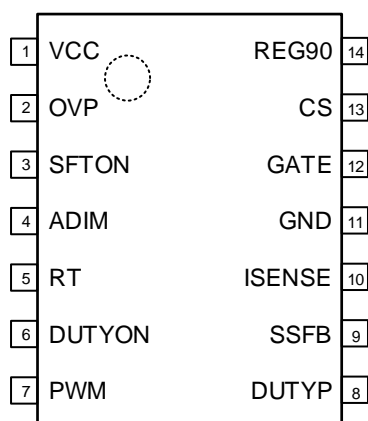 1 VCC REG90 14
2 OVP CS 13
3 SFTON GATE 12
4 ADIM GND 11
5 RT ISENSE 10
6 DUTYON SSFB 9
7 PWM DUTYP 8